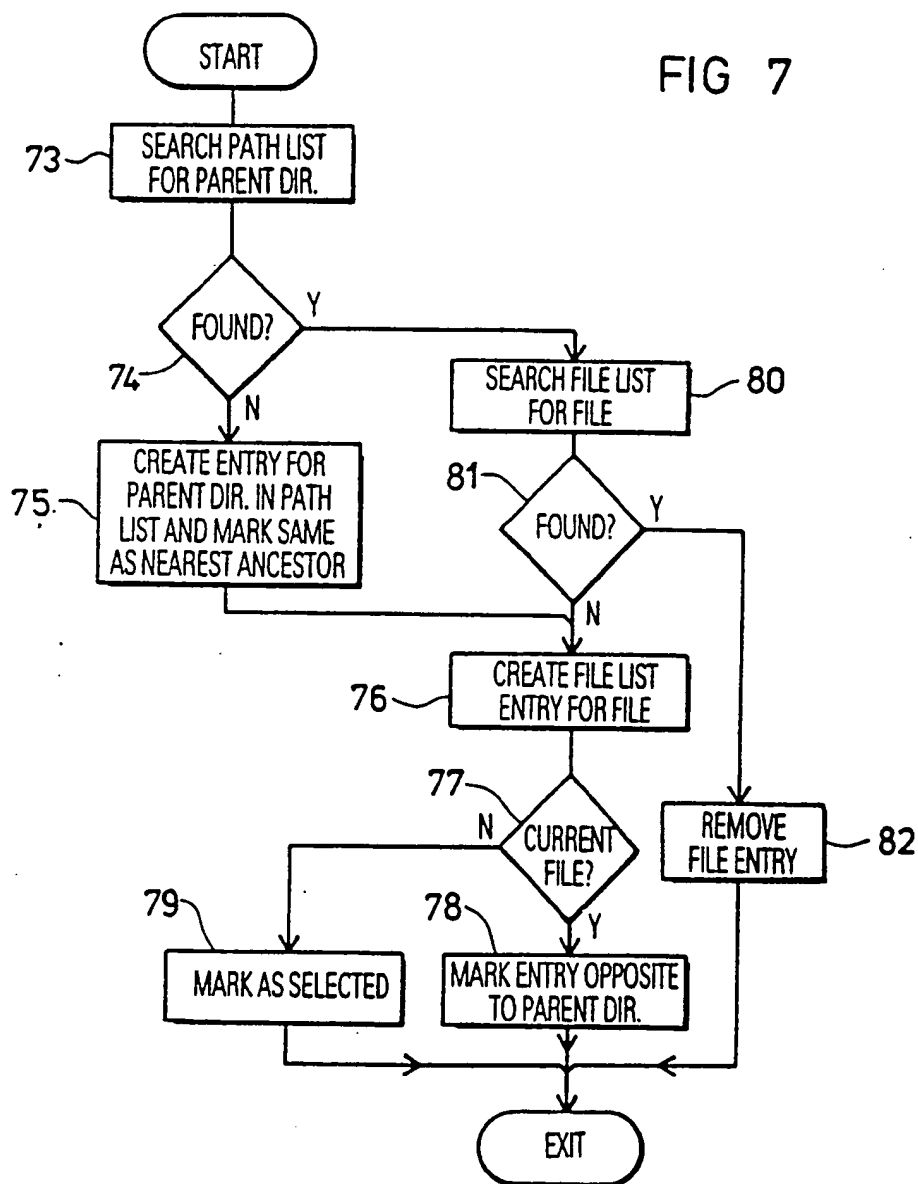 FIG 7
START
73
SEARCH PATH LIST
FOR PARENT DIR.
FOUND?
Y
74
N
SEARCH FILE LIST
FOR FILE
80
75
CREATE ENTRY FOR
PARENT DIR. IN PATH
LIST AND MARK SAME
AS NEAREST ANCESTOR
81
FOUND?
Y
N
76
CREATE FILE LIST
ENTRY FOR FILE
77
N
CURRENT
FILE?
Y
REMOVE
FILE ENTRY
82
79
MARK AS SELECTED
78
MARK ENTRY OPPOSITE
TO PARENT DIR.
EXIT